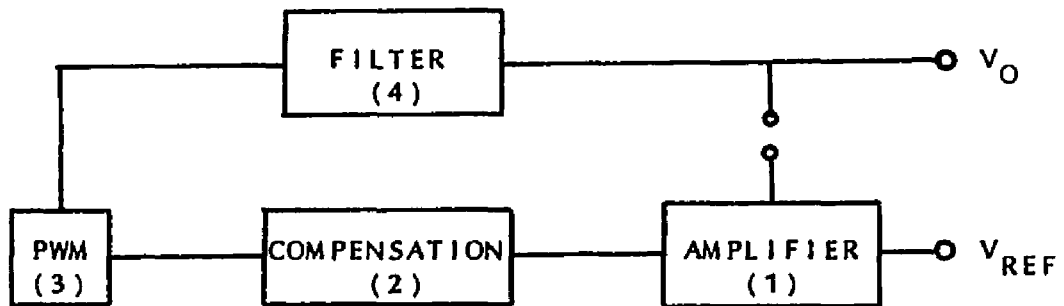 FILTER
(4)
V_O
PWM
(3)
COMPENSATION
(2)
AMPLIFIER
(1)
V_REF